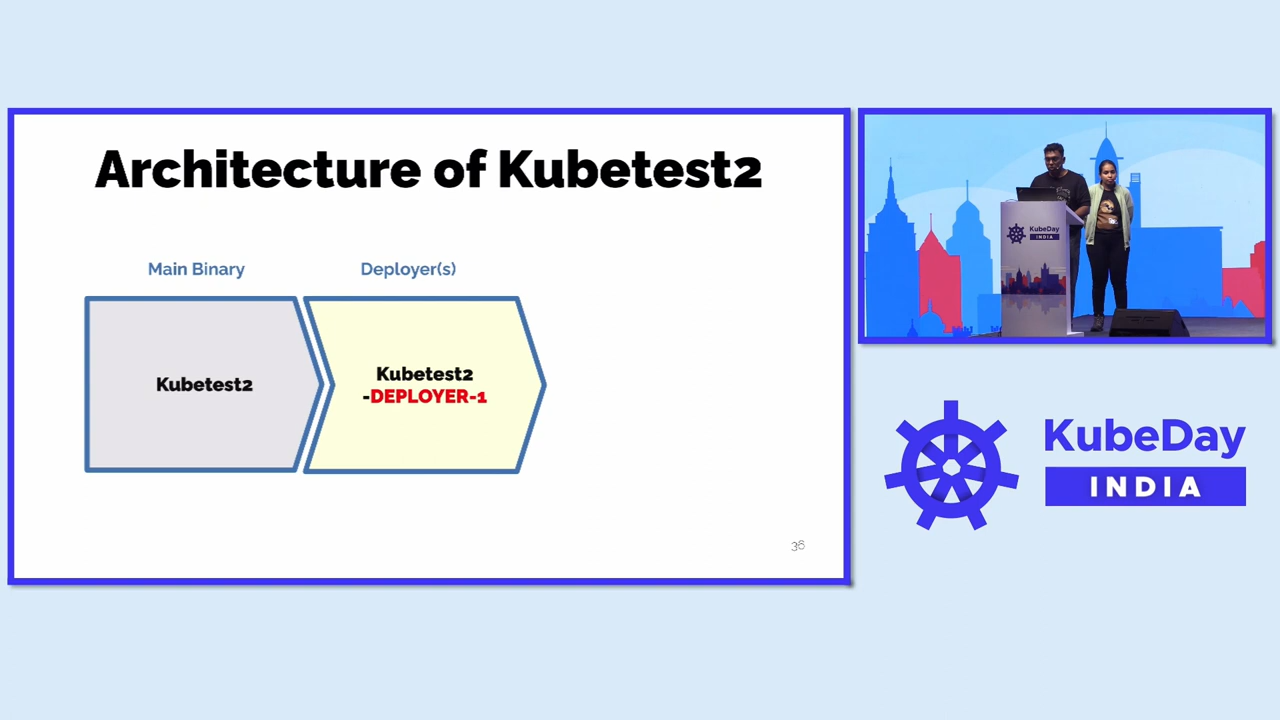 Architecture of Kubetest2
Main Binary
Deployer(s)
Kubetest2
Kubetest2
-DEPLOYER-1
36
KubeDay
INDIA
KubeDay
INDIA